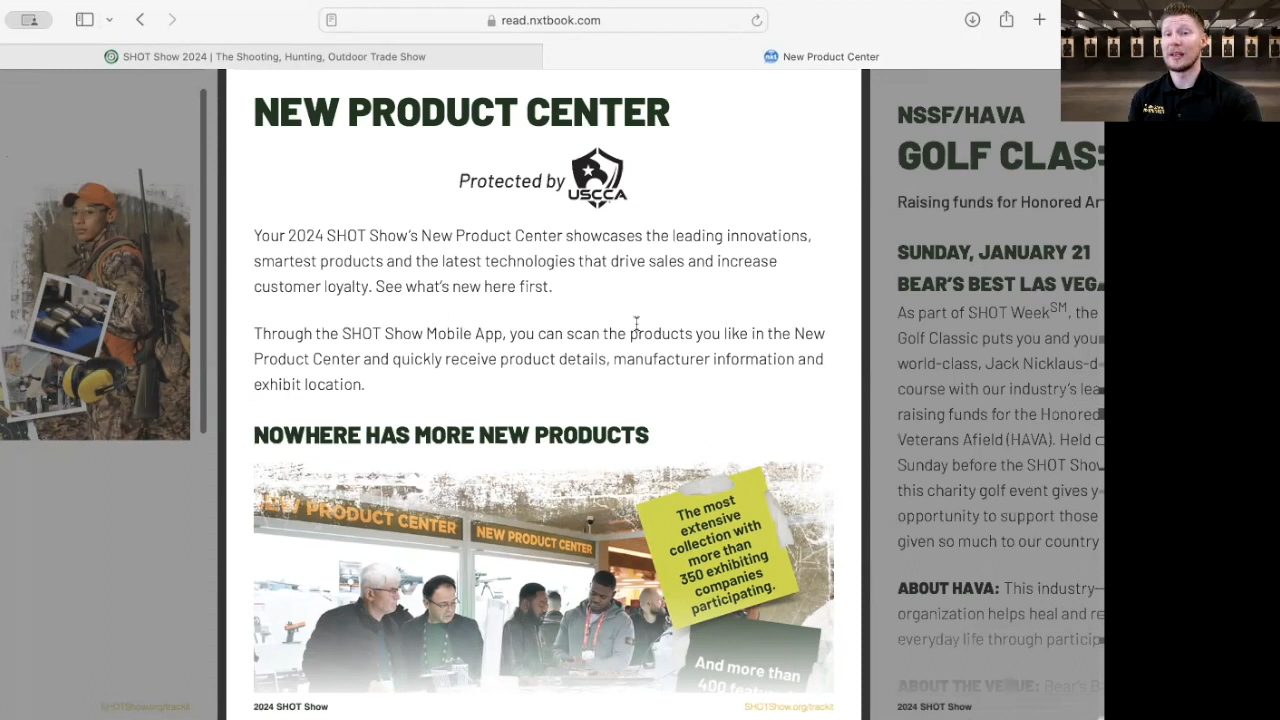 read.nxtbook.com
SHOT Show 2024 | The Shooting, Hunting, Outdoor Trade Show
New Product Center
NEW PRODUCT CENTER
Protected by USCCA
Your 2024 SHOT Show's New Product Center showcases the leading innovations,
smartest products and the latest technologies that drive sales and increase
customer loyalty. See what's new here first.
Through the SHOT Show Mobile App, you can scan the products you like in the New
Product Center and quickly receive product details, manufacturer information and
exhibit location.
NOWHERE HAS MORE NEW PRODUCTS
NEW PRODUCT CENTER
NEW PRODUCT CENTER
The most
extensive
collection with
more than
350 exhibiting
companies
participating.
And more than
400
2024 SHOT Show
SHOTShow.org/trackit
SHOTShow.org/trackit
NSSF/HAVA
GOLF CLAS
Raising funds for Honored Ar
SUNDAY, JANUARY 21
BEAR'S BEST LAS VEG
As part of SHOT WeekSM, the
Golf Classic puts you and you
world-class, Jack Nicklaus-d
course with our industry's lea
raising funds for the Honored
Veterans Afield (HAVA). Held
Sunday before the SHOT Sho
this charity golf event gives y
opportunity to support those
given so much to our country
ABOUT HAVA: This industry-
organization helps heal and re
everyday life through particip
ABOUT THE VENUE: Bear's B
2024 SHOT Show